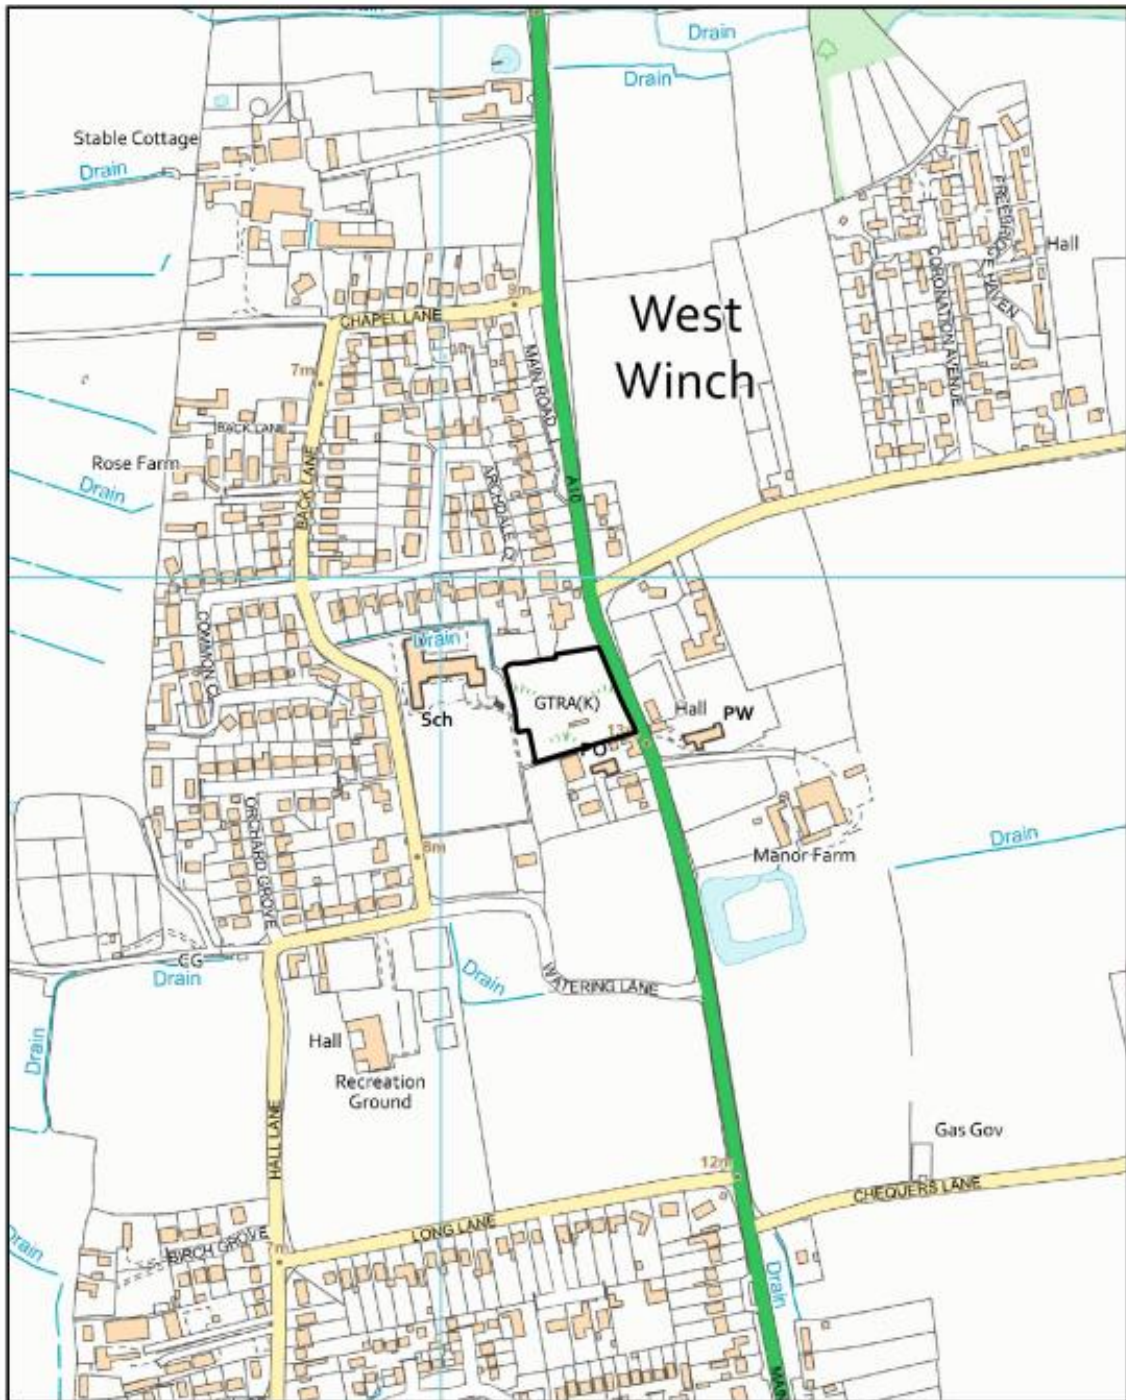 Drain
Drain
Stable Cottage
Drain
Hall
FREEBRIDGE HAVEN
CORONATION AVENUE
9m
CHAPEL LANE
West
Winch
MAIN ROAD
7m
BACK LANE
Rose Farm
BACK LANE
ARCHDALE CL
A10
Drain
COMMON CL
Drain
GTRA(K)
Sch
Hall
PW
13m
PO
ORCHARD GROVE
8m
Manor Farm
Drain
CG
Drain
Drain
WATERING LANE
Drain
Hall
Recreation
Ground
HALL LANE
Gas Gov
12m
CHEQUERS LANE
LONG LANE
BIRCH GROVE
7m
Drain
Drain